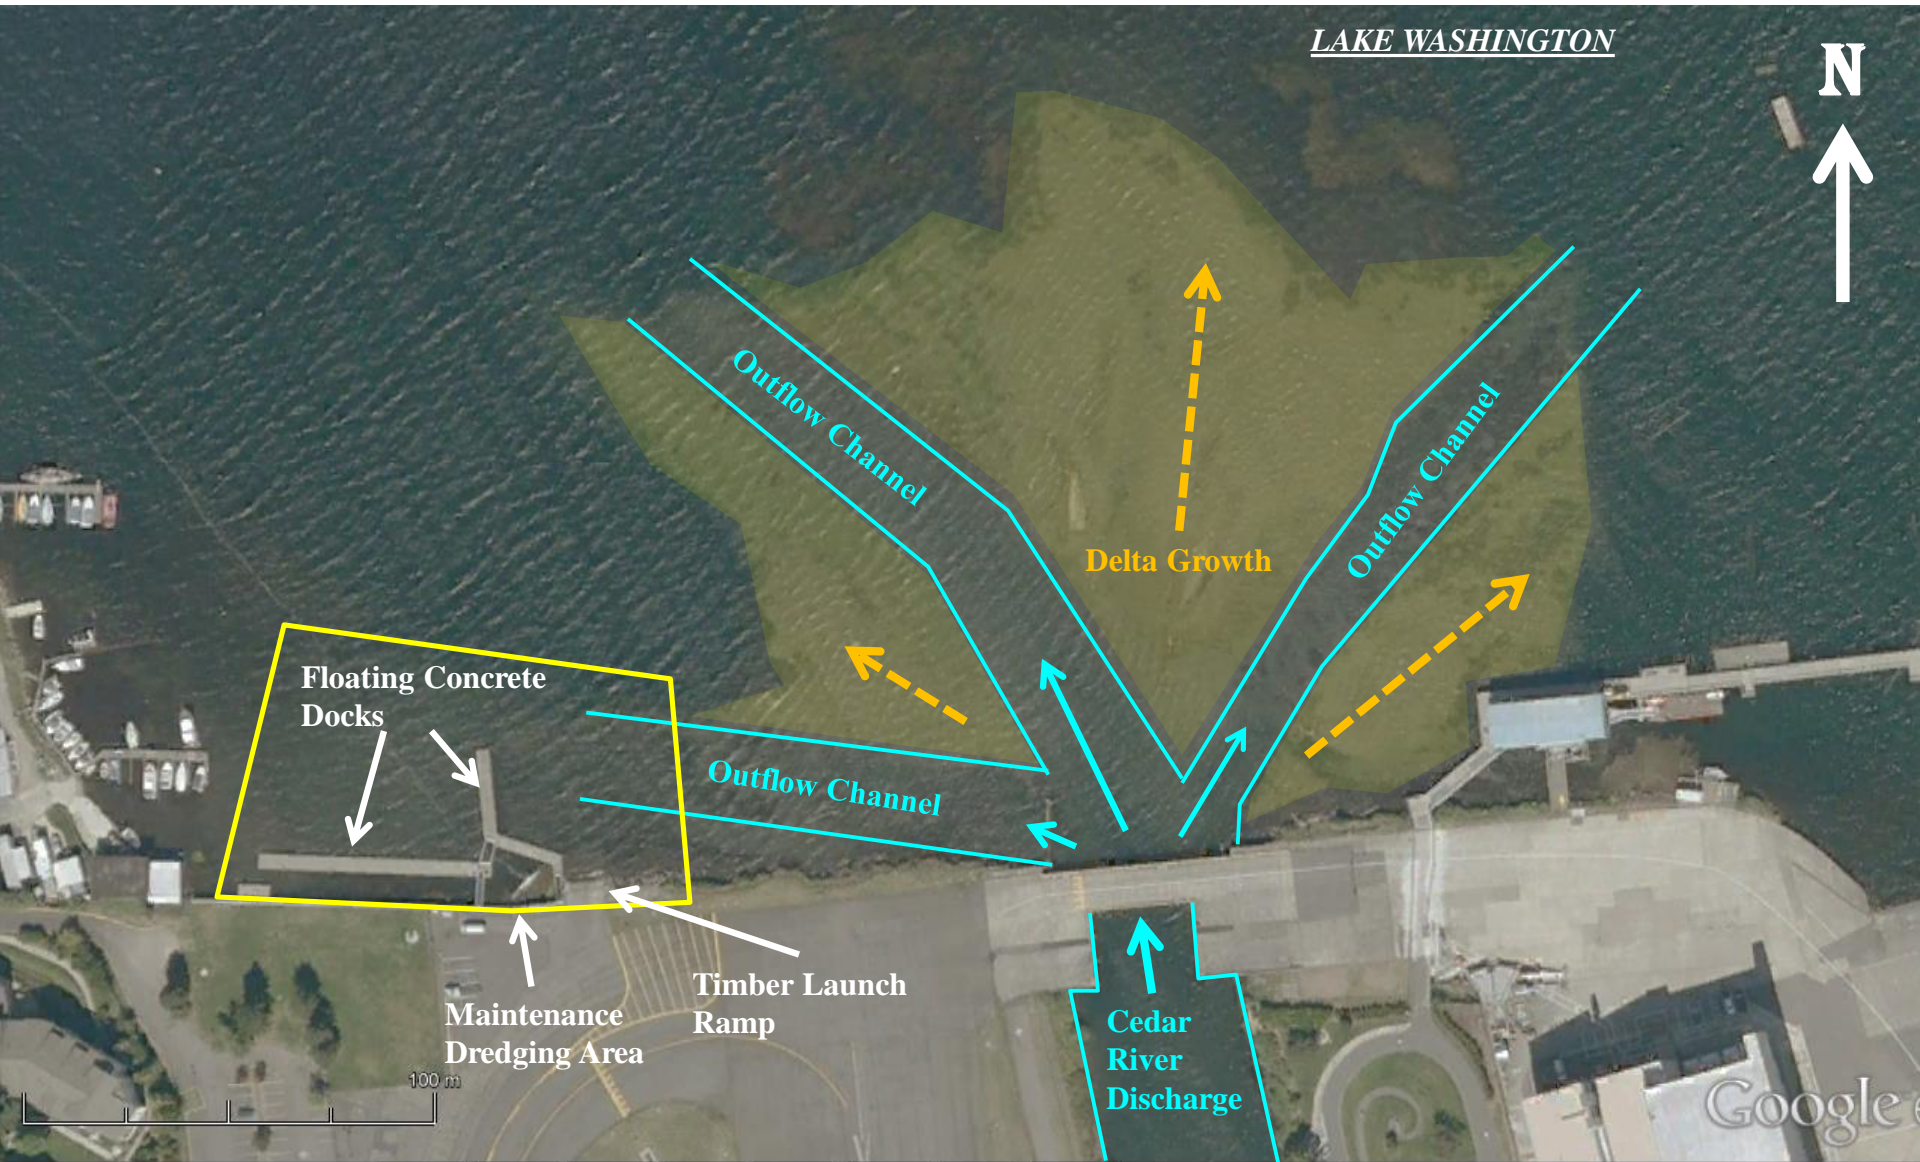 LAKE WASHINGTON
N
Outflow Channel
Outflow Channel
Delta Growth
Floating Concrete
Docks
Outflow Channel
Timber Launch
Ramp
Maintenance
Dredging Area
Cedar
River
Discharge
100 m
Google e